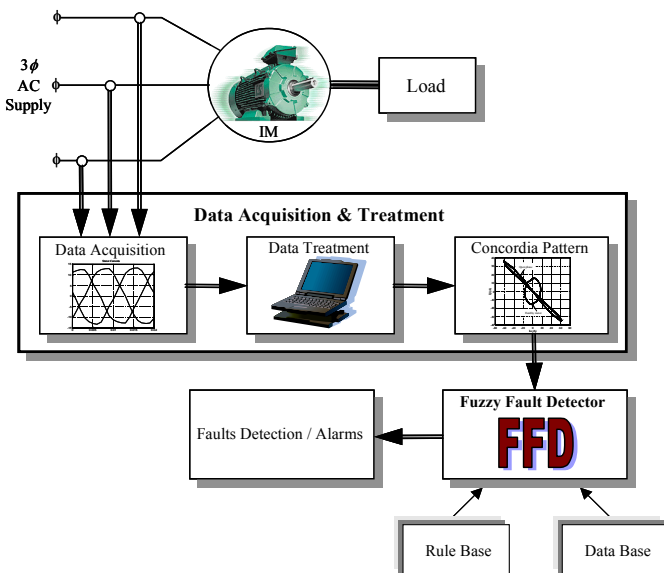 3ϕ
AC
Supply
IM
Load
Data Acquisition & Treatment
Data Acquisition
Data Treatment
Concordia Pattern
Fuzzy Fault Detector
FFD
Faults Detection / Alarms
Rule Base
Data Base